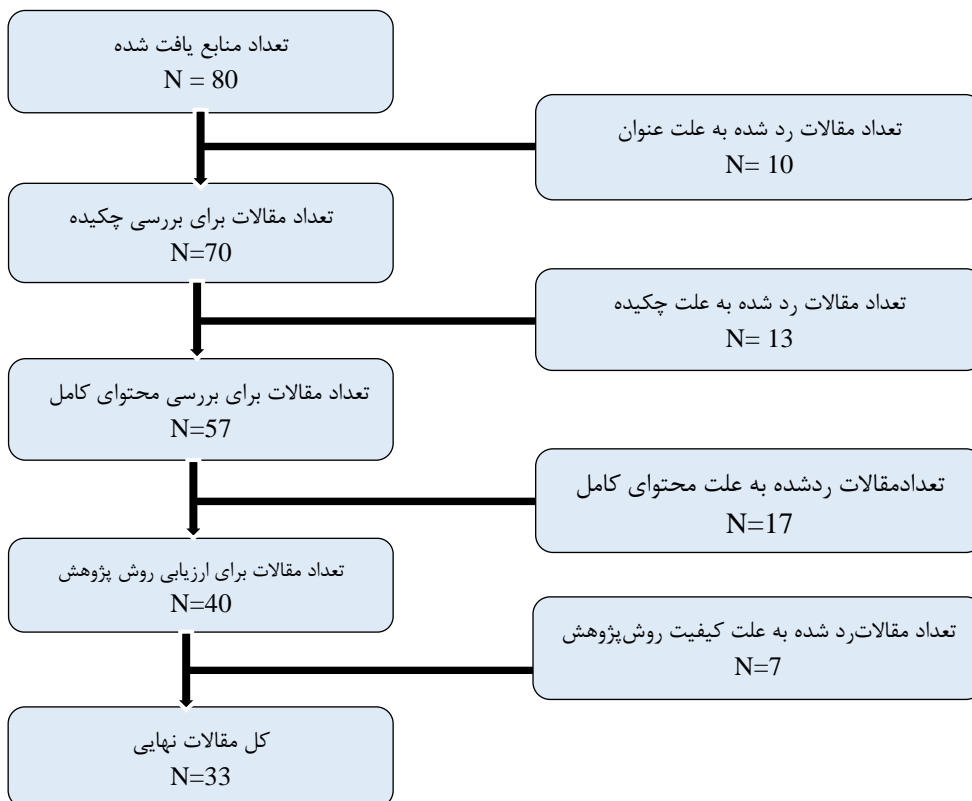 تعداد منابع یافت شده
N = 80
تعداد مقالات رد شده به علت عنوان
N= 10
تعداد مقالات برای بررسی چکیده
N=70
تعداد مقالات رد شده به علت چکیده
N= 13
تعداد مقالات برای بررسی محتوای کامل
N=57
تعدادمقالات ردشده به علت محتوای کامل
N=17
تعداد مقالات برای ارزیابی روش پژوهش
N=40
تعداد مقالات‌رد شده به علت کیفیت روش‌پژوهش
N=7
کل مقالات نهایی
N=33